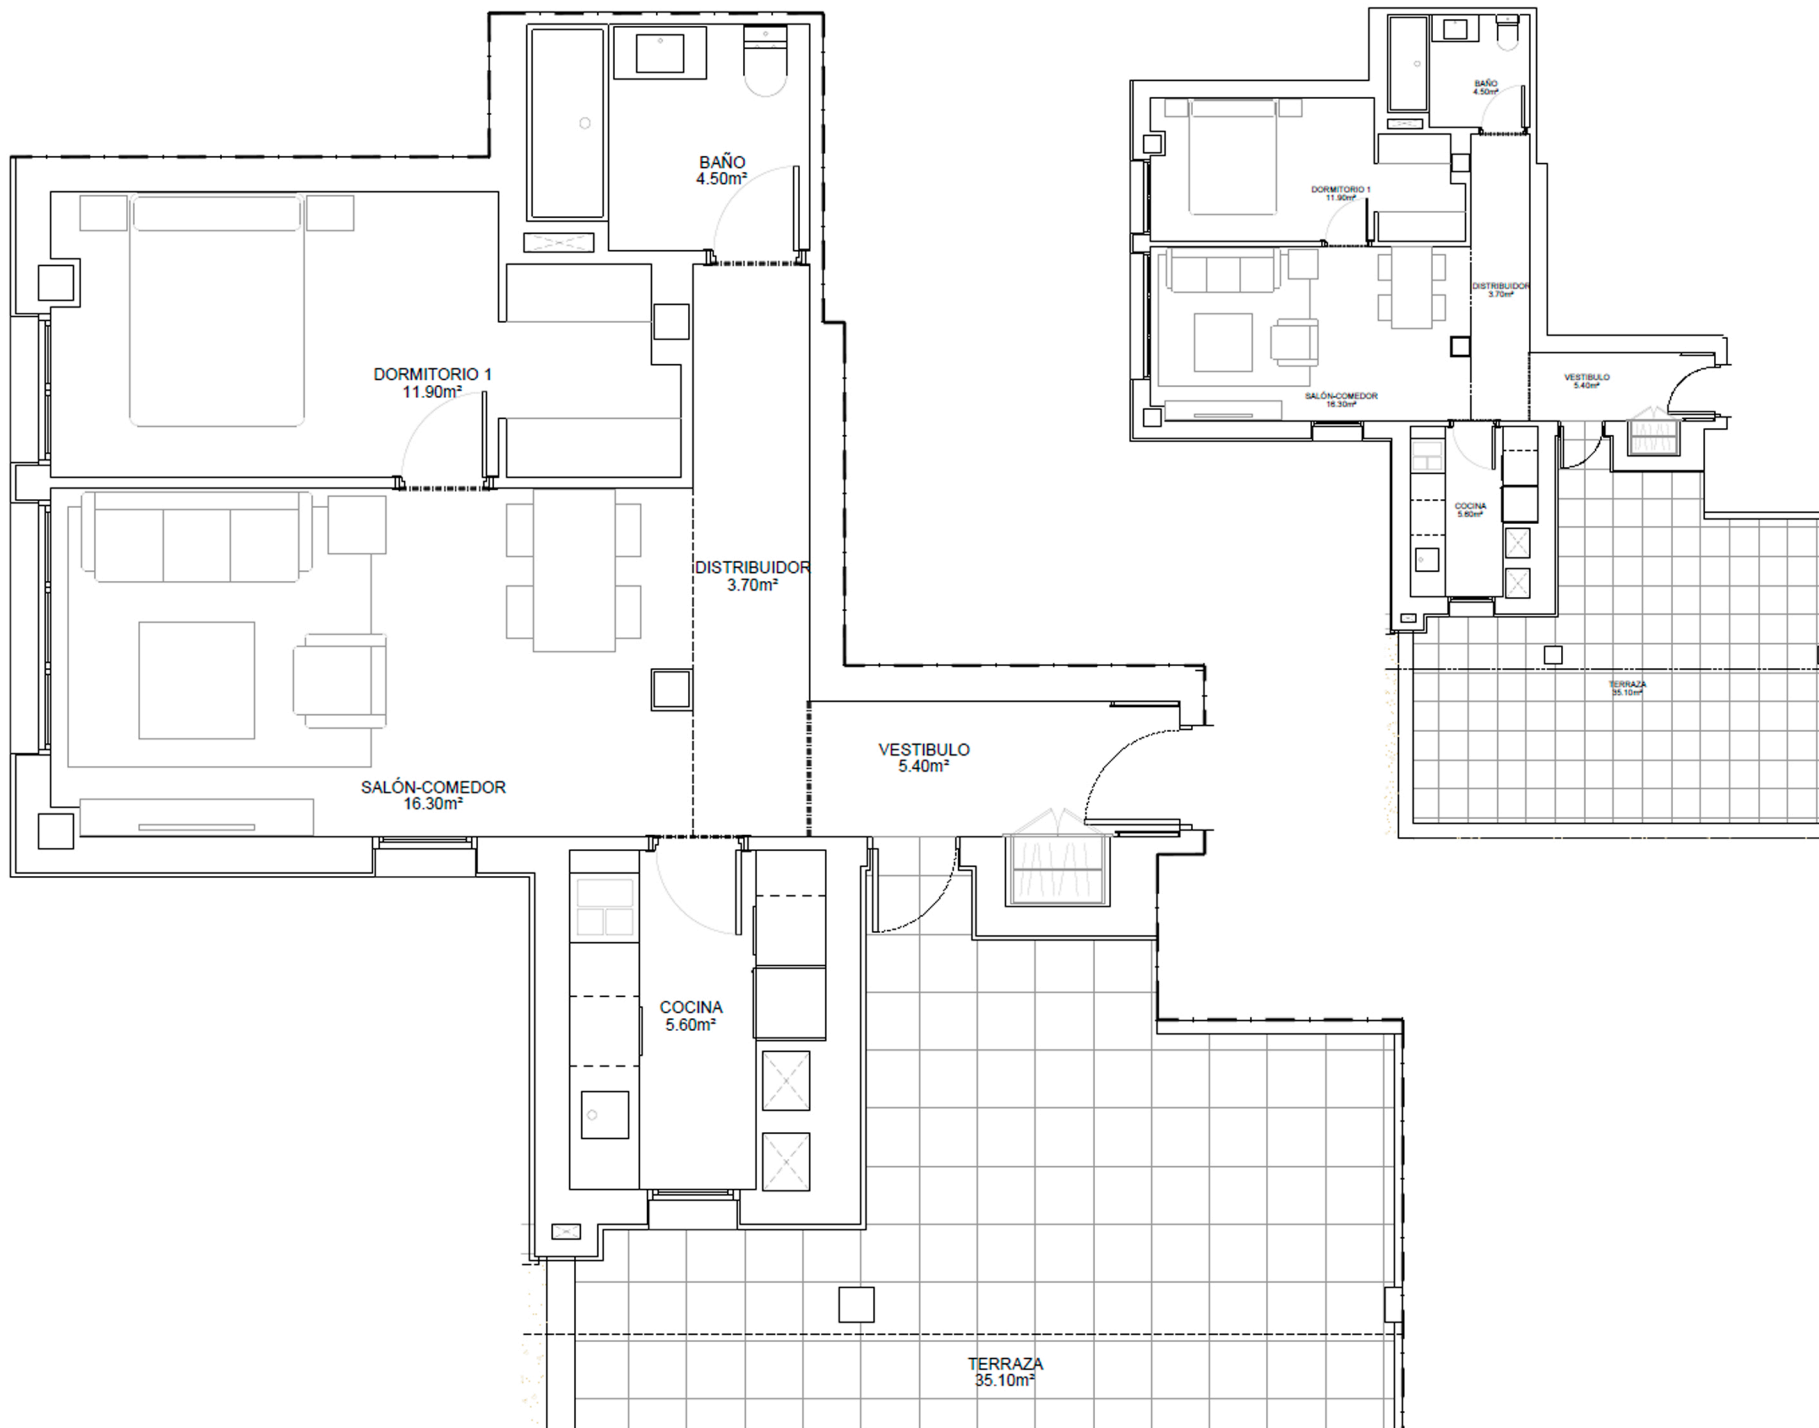 BAÑO
4.50m²
DORMITORIO 1
11.90m²
DISTRIBUIDOR
3.70m²
SALÓN-COMEDOR
16.30m²
VESTIBULO
5.40m²
COCINA
5.60m²
TERRAZA
35.10m²
BAÑO
4.50m²
DORMITORIO 1
11.90m²
DISTRIBUIDOR
3.70m²
VESTIBULO
5.40m²
SALÓN-COMEDOR
16.30m²
COCINA
5.60m²
TERRAZA
35.10m²